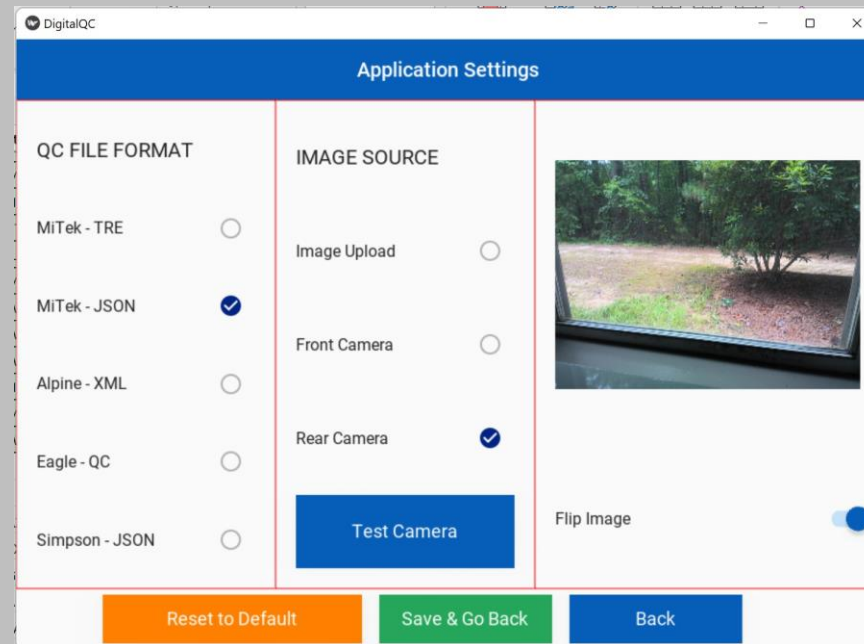 DigitalQC
Application Settings
QC FILE FORMAT
MiTek - TRE
MiTek - JSON
Alpine - XML
Eagle - QC
Simpson - JSON
IMAGE SOURCE
Image Upload
Front Camera
Rear Camera
Test Camera
Flip Image
Reset to Default
Save & Go Back
Back